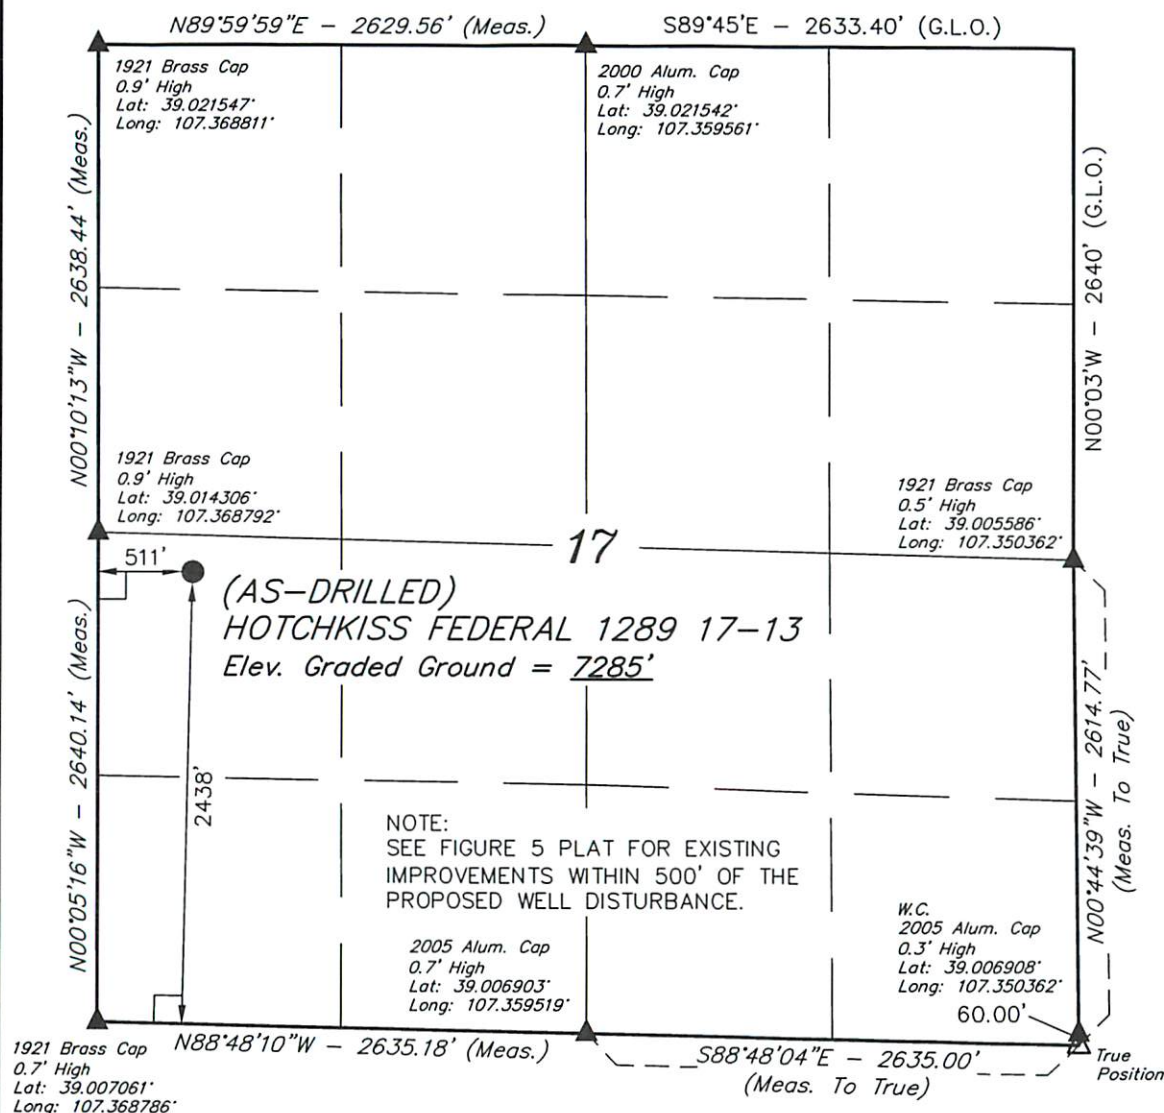 N89°59'59"E - 2629.56' (Meas.)
S89°45'E - 2633.40' (G.L.O.)
1921 Brass Cap
0.9' High
Lat: 39.021547°
Long: 107.368811°
2000 Alum. Cap
0.7' High
Lat: 39.021542°
Long: 107.359561°
N00°10'13"W - 2638.44' (Meas.)
N00°03'W - 2640' (G.L.O.)
1921 Brass Cap
0.9' High
Lat: 39.014306°
Long: 107.368792°
1921 Brass Cap
0.5' High
Lat: 39.005586°
Long: 107.350362°
17
511'
(AS-DRILLED)
HOTCHKISS FEDERAL 1289 17-13
Elev. Graded Ground = 7285'
N00°05'16"W - 2640.14' (Meas.)
2438'
N00°44'39"W - 2614.77'
(Meas. To True)
NOTE:
SEE FIGURE 5 PLAT FOR EXISTING
IMPROVEMENTS WITHIN 500' OF THE
PROPOSED WELL DISTURBANCE.
2005 Alum. Cap
0.7' High
Lat: 39.006903°
Long: 107.359519°
W.C.
2005 Alum. Cap
0.3' High
Lat: 39.006908°
Long: 107.350362°
60.00'
1921 Brass Cap
0.7' High
Lat: 39.007061°
Long: 107.368786°
N88°48'10"W - 2635.18' (Meas.)
S88°48'04"E - 2635.00'
(Meas. To True)
True
Position